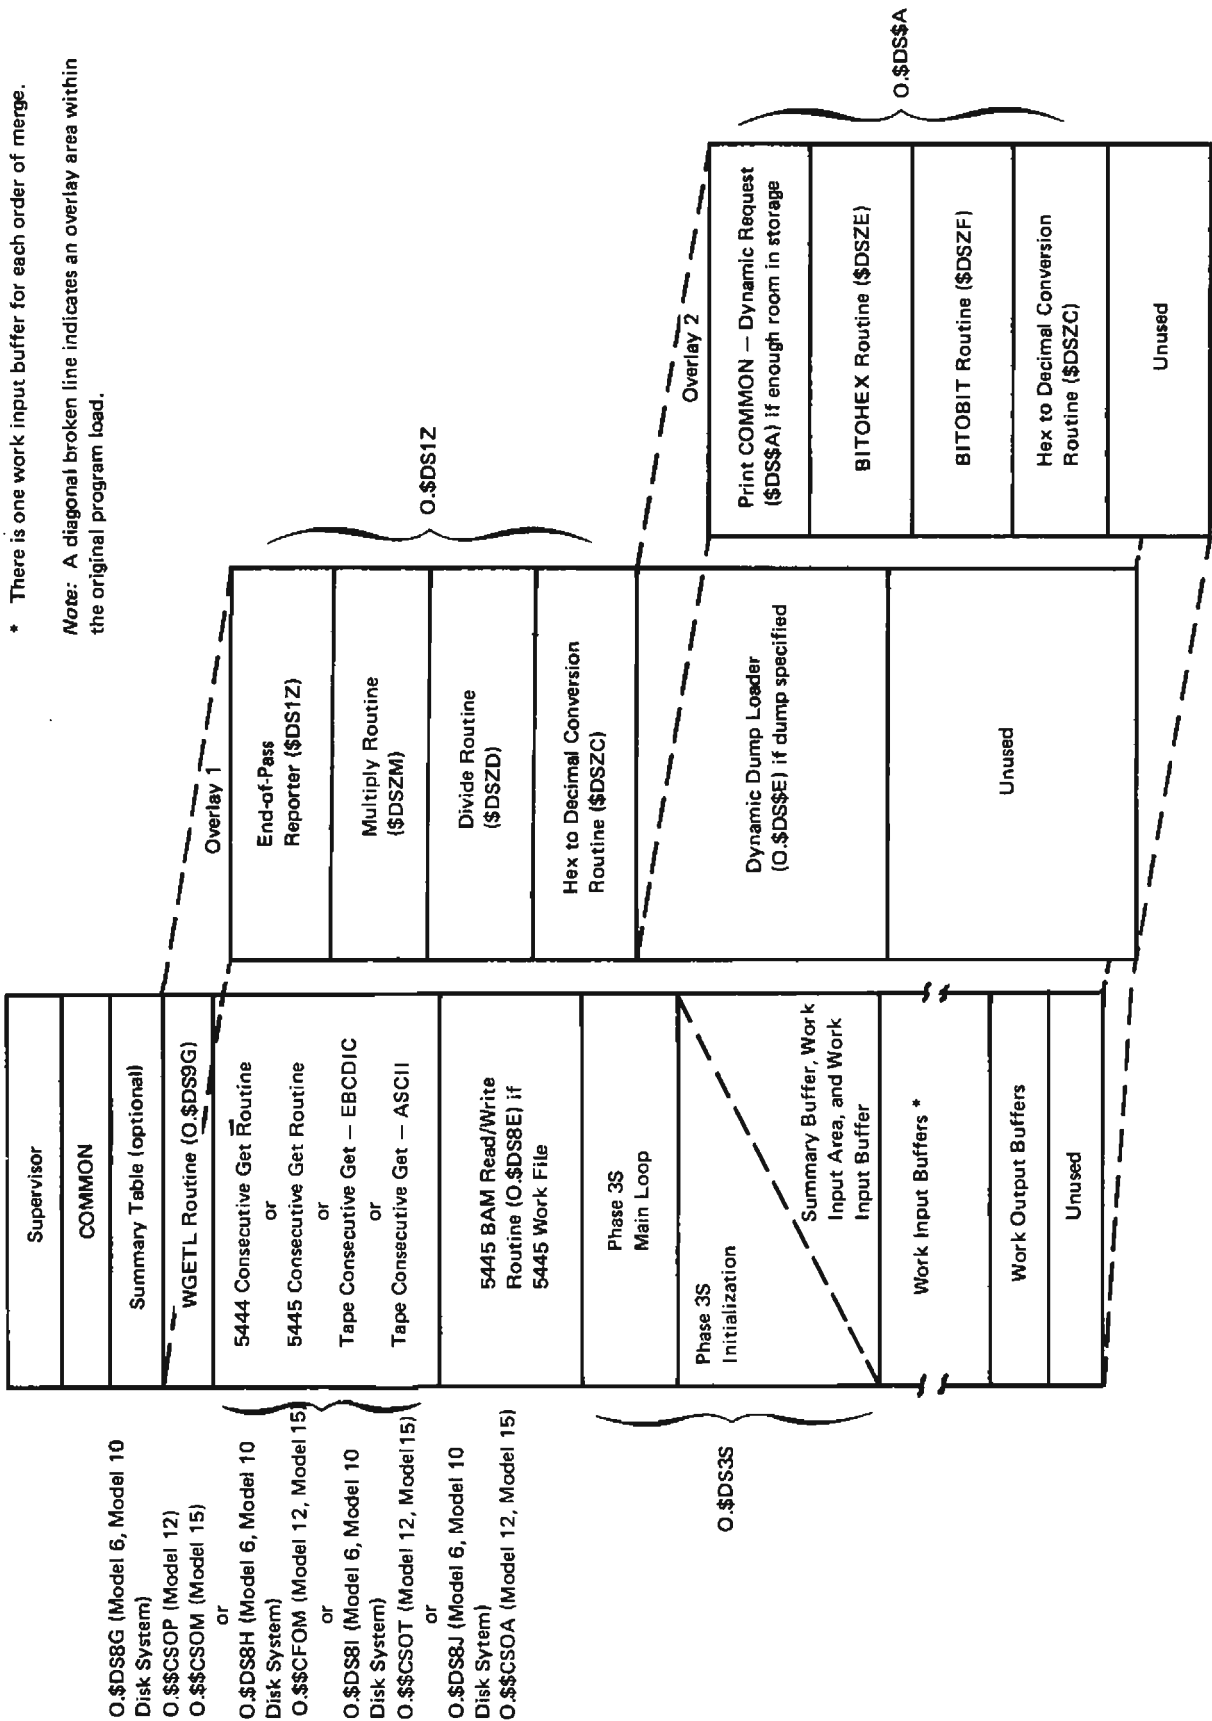 * There is one work input buffer for each order of merge.
Note: A diagonal broken line indicates an overlay area within
the original program load.
O.$DS8G (Model 6, Model 10
Disk System)
O.$$CSOP (Model 12)
O.$$CSOM (Model 15)
or
O.$DS8H (Model 6, Model 10
Disk System)
O.$$CFOM (Model 12, Model 15)
or
O.$DS8I (Model 6, Model 10
Disk System)
O.$$CSOT (Model 12, Model 15)
or
O.$DS8J (Model 6, Model 10
Disk Sytem)
O.$$CSOA (Model 12, Model 15)
O.$DS3S
Supervisor
COMMON
Summary Table (optional)
WGETL Routine (O.$DS9G)
5444 Consecutive Get Routine
or
5445 Consecutive Get Routine
or
Tape Consecutive Get — EBCDIC
or
Tape Consecutive Get — ASCII
5445 BAM Read/Write
Routine (O.$DS8E) if
5445 Work File
Phase 3S
Main Loop
Phase 3S
Initialization
Summary Buffer, Work
Input Area, and Work
Input Buffer
Work Input Buffers *
Work Output Buffers
Unused
Overlay 1
End-of-Pass
Reporter ($DS1Z)
Multiply Routine
($DSZM)
Divide Routine
($DSZD)
Hex to Decimal Conversion
Routine ($DSZC)
Dynamic Dump Loader
(O.$DS$E) if dump specified
Unused
O.$DS1Z
Overlay 2
Print COMMON — Dynamic Request
($DS$A) if enough room in storage
BITOHEX Routine ($DSZE)
BITOBIT Routine ($DSZF)
Hex to Decimal Conversion
Routine ($DSZC)
Unused
O.$DS$A